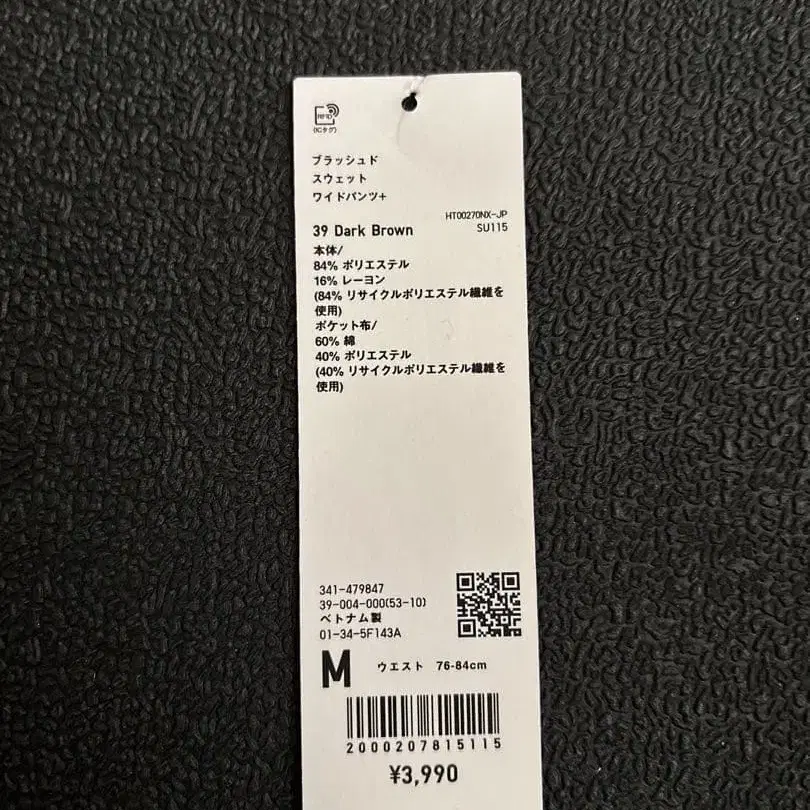 RFID
(ICタグ)
ブラッシュド
スウェット
ワイドパンツ+
HT00270NX-JP
39 Dark Brown SU115
本体/
84% ポリエステル
16% レーヨン
(84% リサイクルポリエステル繊維を
使用)
ポケット布/
60% 綿
40% ポリエステル
(40% リサイクルポリエステル繊維を
使用)
341-479847
39-004-000(53-10)
ベトナム製
01-34-5F143A
M ウエスト 76-84cm
2000207815115
¥3,990